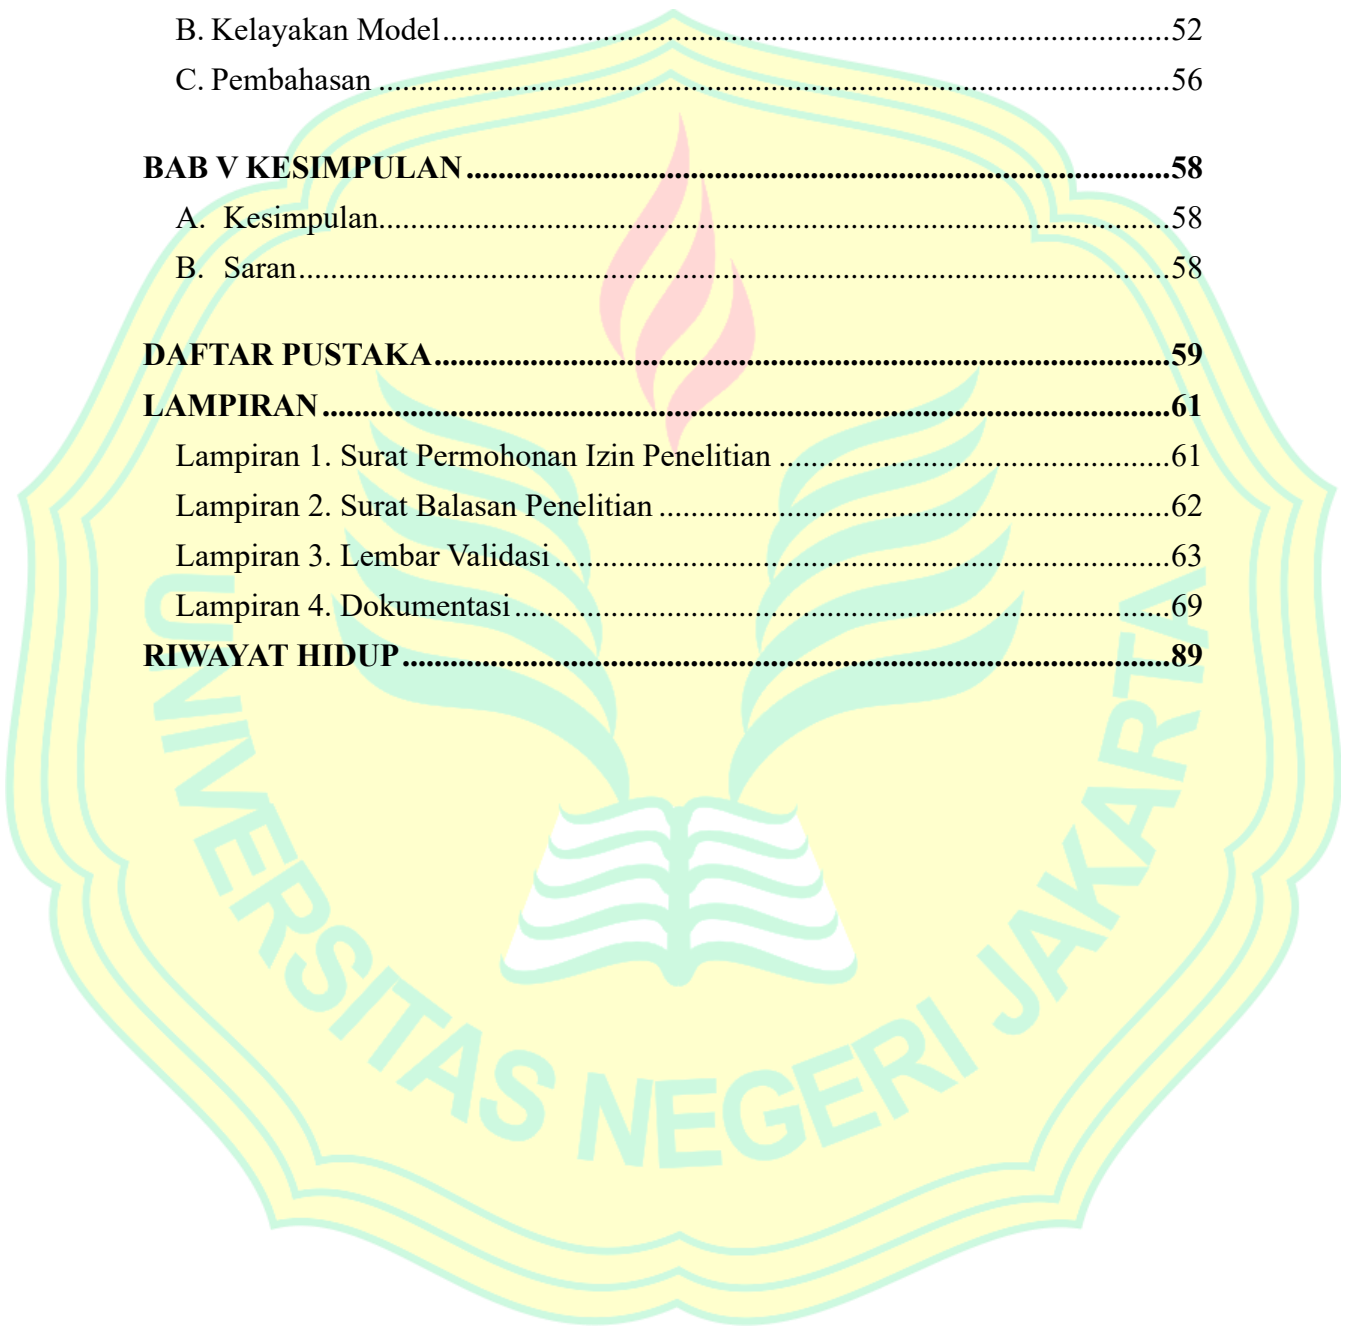 B. Kelayakan Model.......................................................................................52
C. Pembahasan ...............................................................................................56
BAB V KESIMPULAN.....................................................................................58
A. Kesimpulan................................................................................................58
B. Saran..........................................................................................................58
DAFTAR PUSTAKA.........................................................................................59
LAMPIRAN.......................................................................................................61
Lampiran 1. Surat Permohonan Izin Penelitian ...............................................61
Lampiran 2. Surat Balasan Penelitian ..............................................................62
Lampiran 3. Lembar Validasi...........................................................................63
Lampiran 4. Dokumentasi................................................................................69
RIWAYAT HIDUP.............................................................................................89
UNIVERSITAS NEGERI JAKARTA